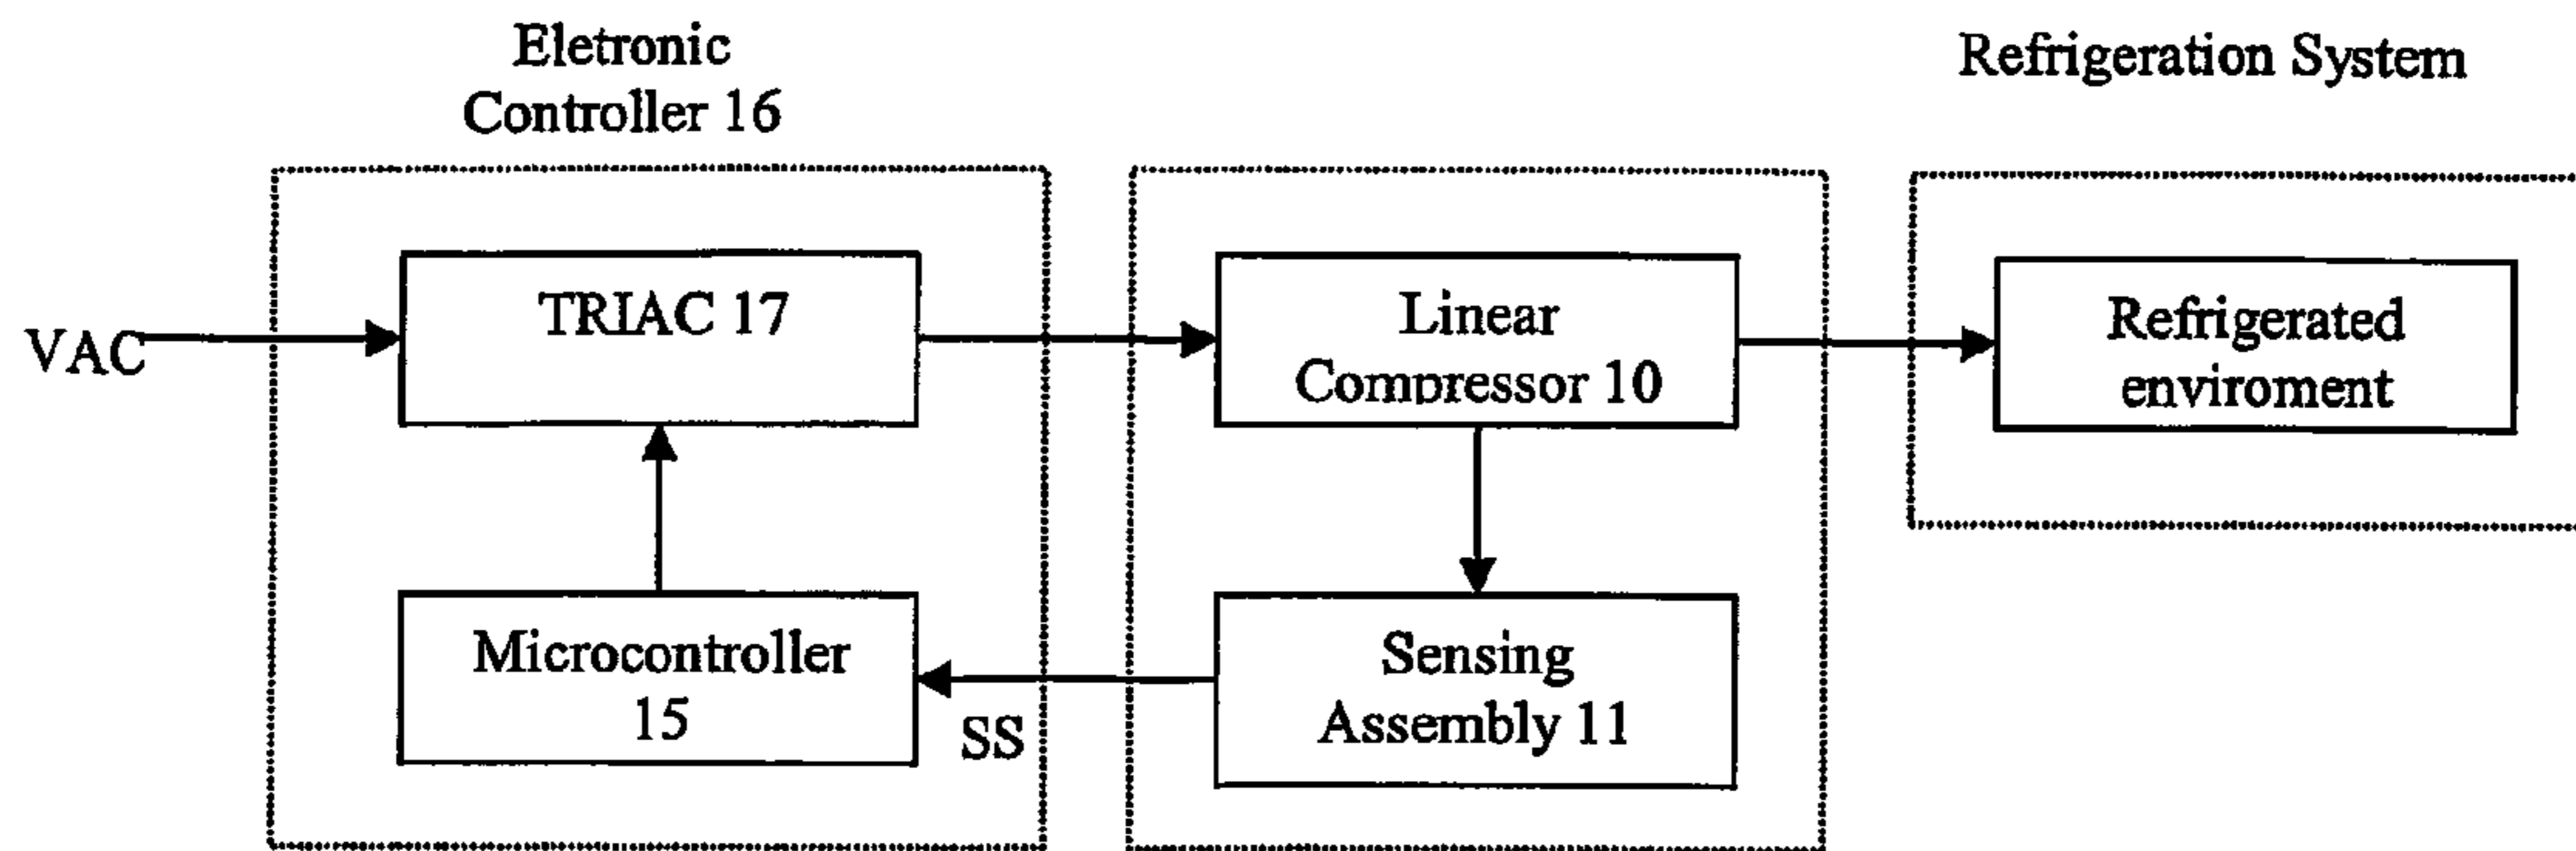 Eletronic
Controller 16
Refrigeration System
VAC
TRIAC 17
Linear
Compressor 10
Refrigerated
enviroment
Microcontroller
15
SS
Sensing
Assembly 11